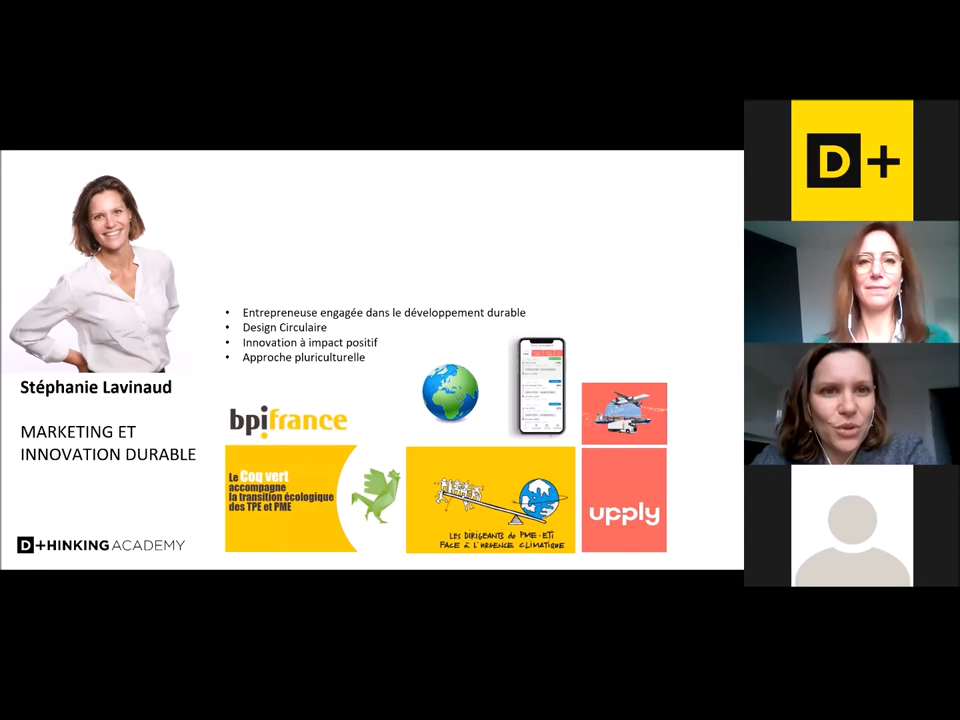 D+
Entrepreneuse engagée dans le développement durable
Design Circulaire
Innovation à impact positif
Approche pluriculturelle
Stéphanie Lavinaud
MARKETING ET
INNOVATION DURABLE
bpifrance
Le Coq vert
accompagne
la transition écologique
des TPE et PME
LES DIRIGEANTS de PME-ETI
FACE à L'URGENCE CLIMATIQUE
upply
D+HINKING ACADEMY